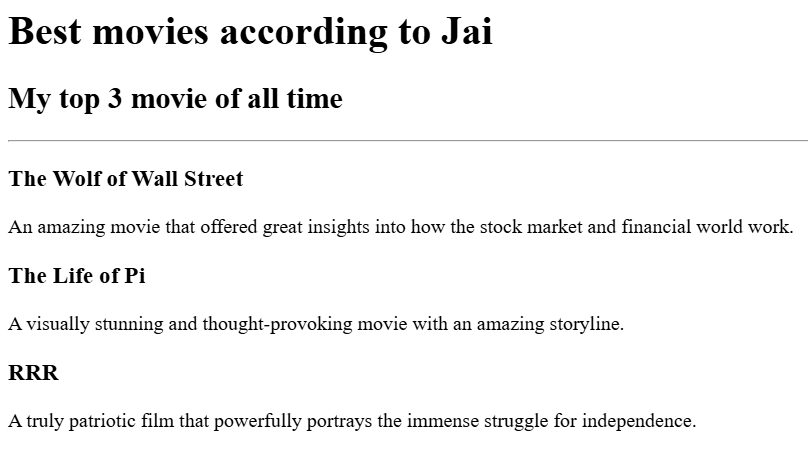 Best movies according to Jai
My top 3 movie of all time
The Wolf of Wall Street
An amazing movie that offered great insights into how the stock market and financial world work.
The Life of Pi
A visually stunning and thought-provoking movie with an amazing storyline.
RRR
A truly patriotic film that powerfully portrays the immense struggle for independence.